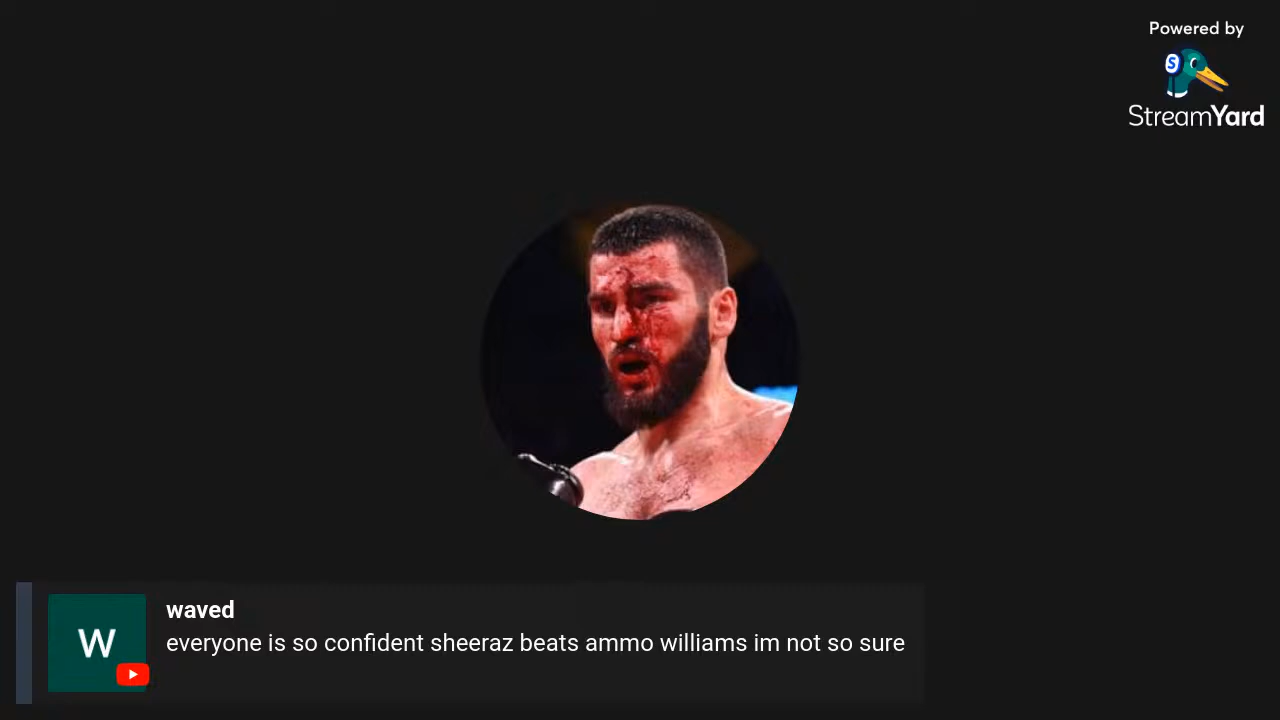 Powered by
S
StreamYard
W
waved
everyone is so confident sheeraz beats ammo williams im not so sure